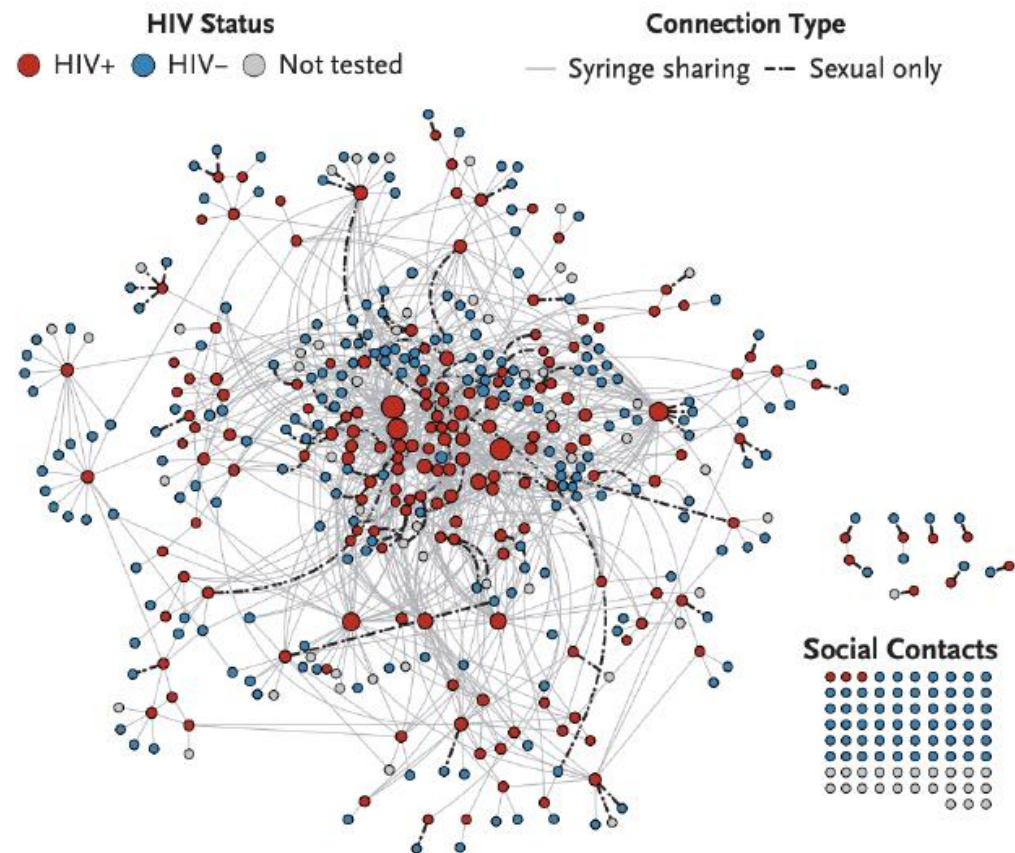 HIV Status
HIV+ HIV– Not tested
Connection Type
Syringe sharing Sexual only
Social Contacts